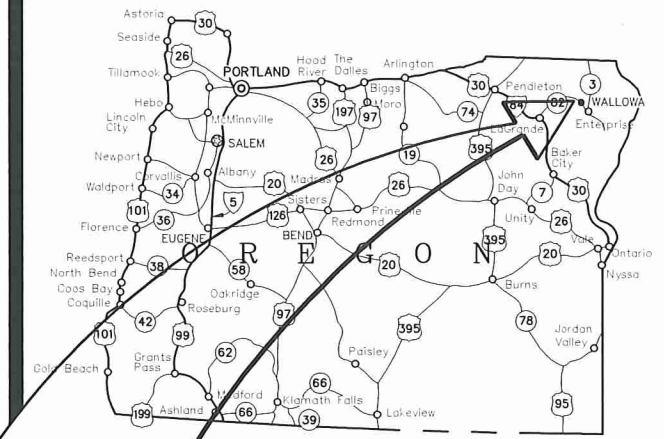 Astoria
30
Seaside
26
PORTLAND
Hood River
The Dalles
Arlington
Biggs
30
Pendleton
3
Tillamook
35
197
97
Moro
74
84
82
WALLOWA
Hebo
McMinnville
LaGrande
Enterprise
Lincoln City
SALEM
26
19
395
Baker City
Newport
Albany
Madras
Corvallis
20
Sisters
26
John Day
7
30
Waldport
34
5
101
36
126
Redmond
Prineville
Unity
26
Florence
EUGENE
BEND
395
Vale
Ontario
OREGON
20
20
Nyssa
Reedsport
38
58
North Bend
Coos Bay
Oakridge
Burns
Coquille
Roseburg
97
42
395
78
101
99
Jordan Valley
62
Paisley
Gold Beach
Grants Pass
66
Medford
Klamath Falls
95
199
Ashland
66
39
Lakeview